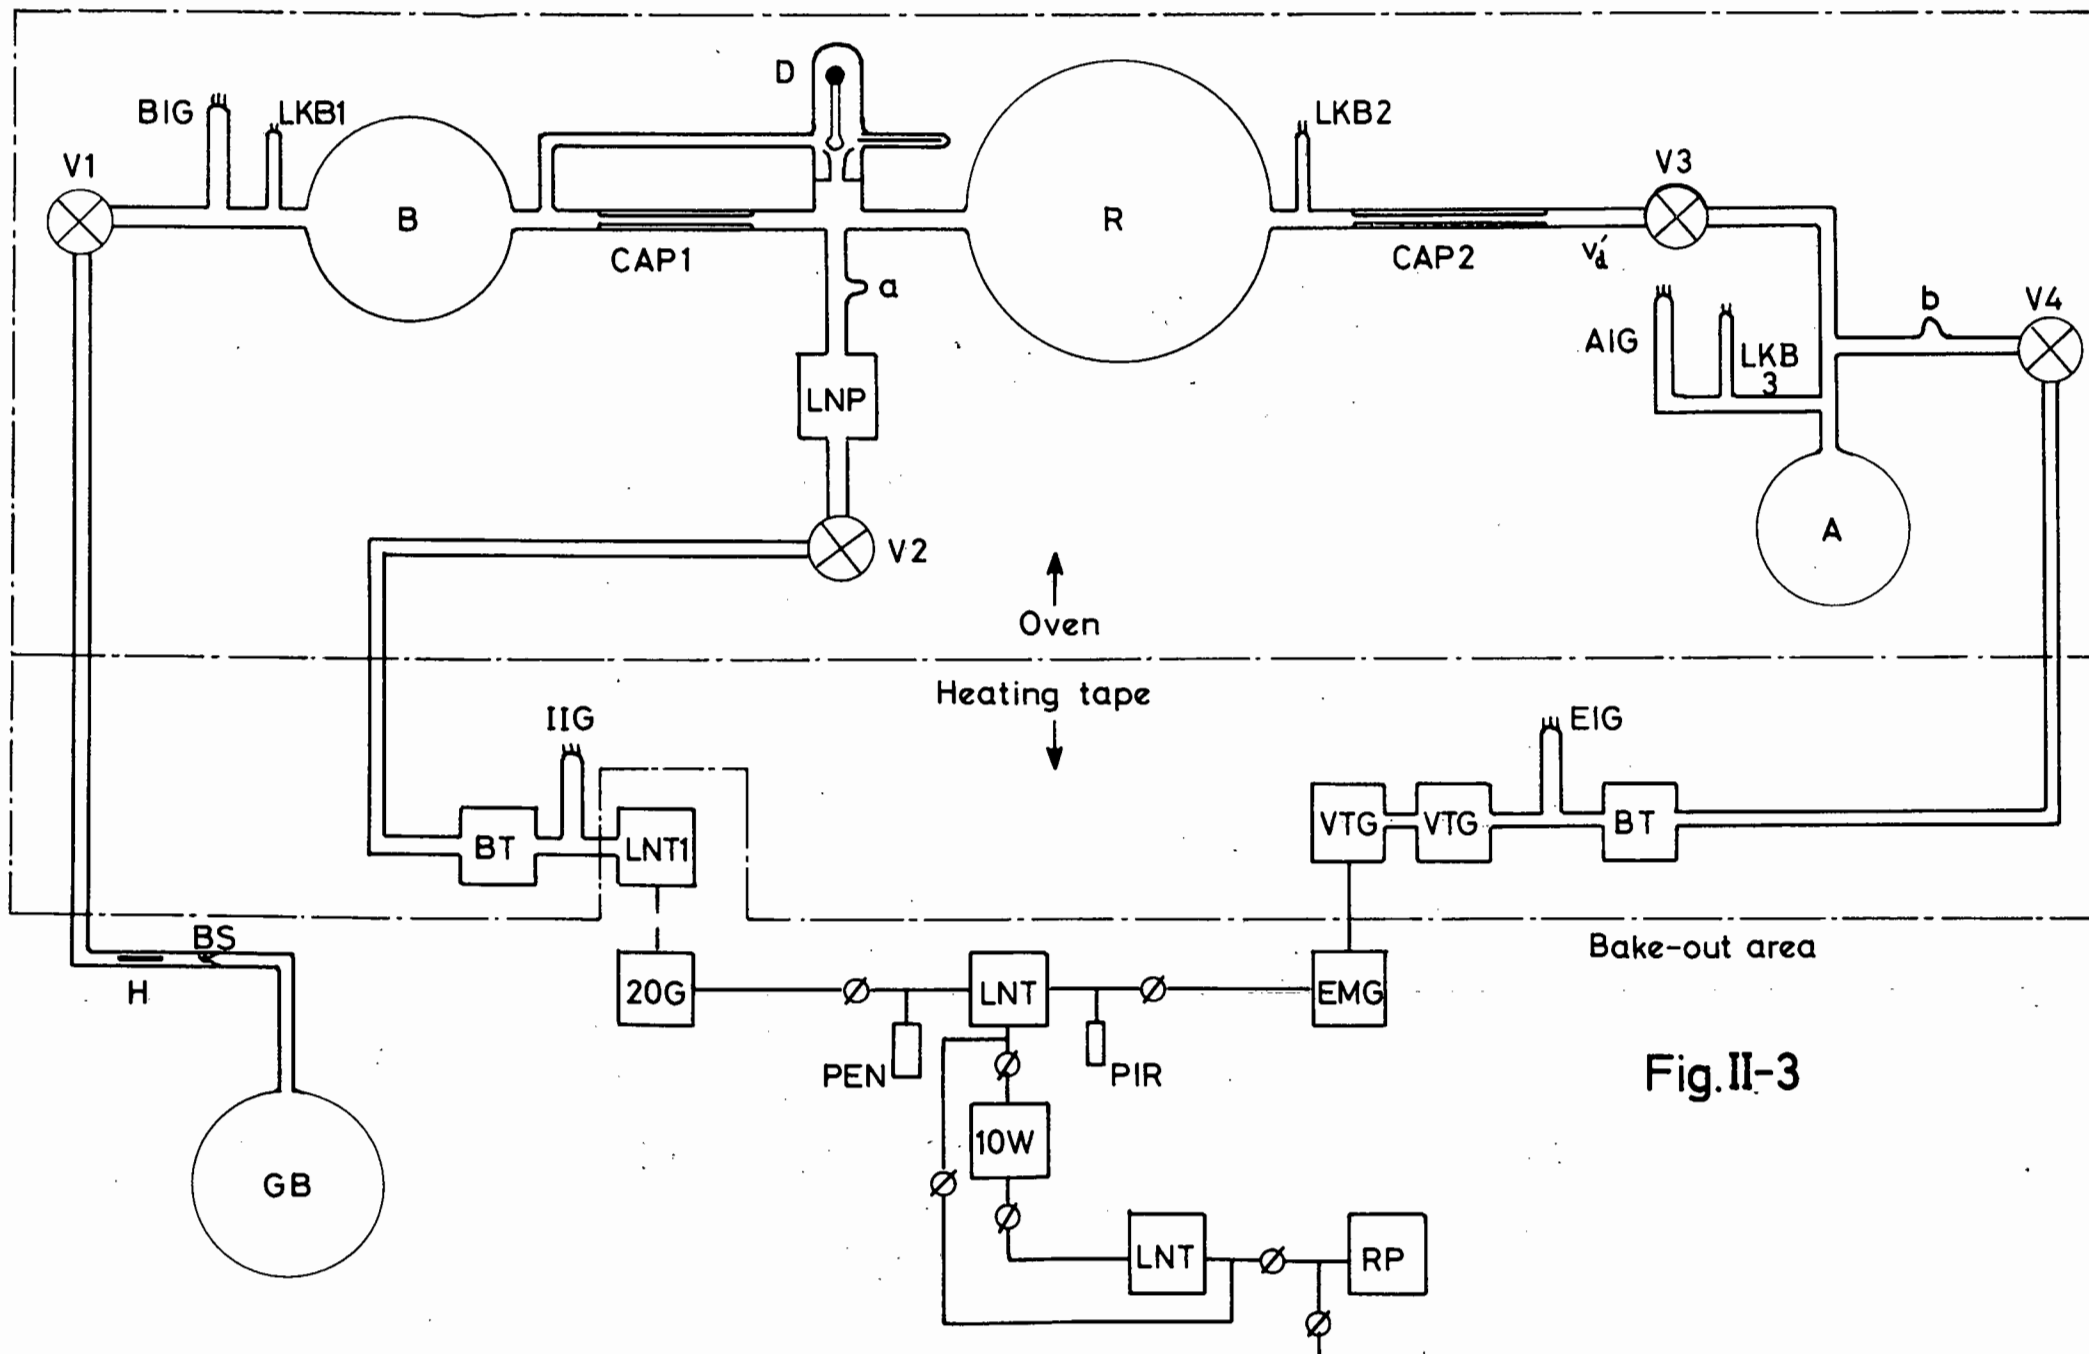 D
BIG
LKB1
LKB2
V1
V3
B
R
CAP1
CAP2
v'd
a
b
V4
AIG
LKB
3
LNP
A
V2
Oven
Heating tape
IIG
EIG
BT
LNT1
VTG
VTG
BT
BS
Bake-out area
H
20G
LNT
EMG
PEN
PIR
Fig.II-3
10W
GB
LNT
RP